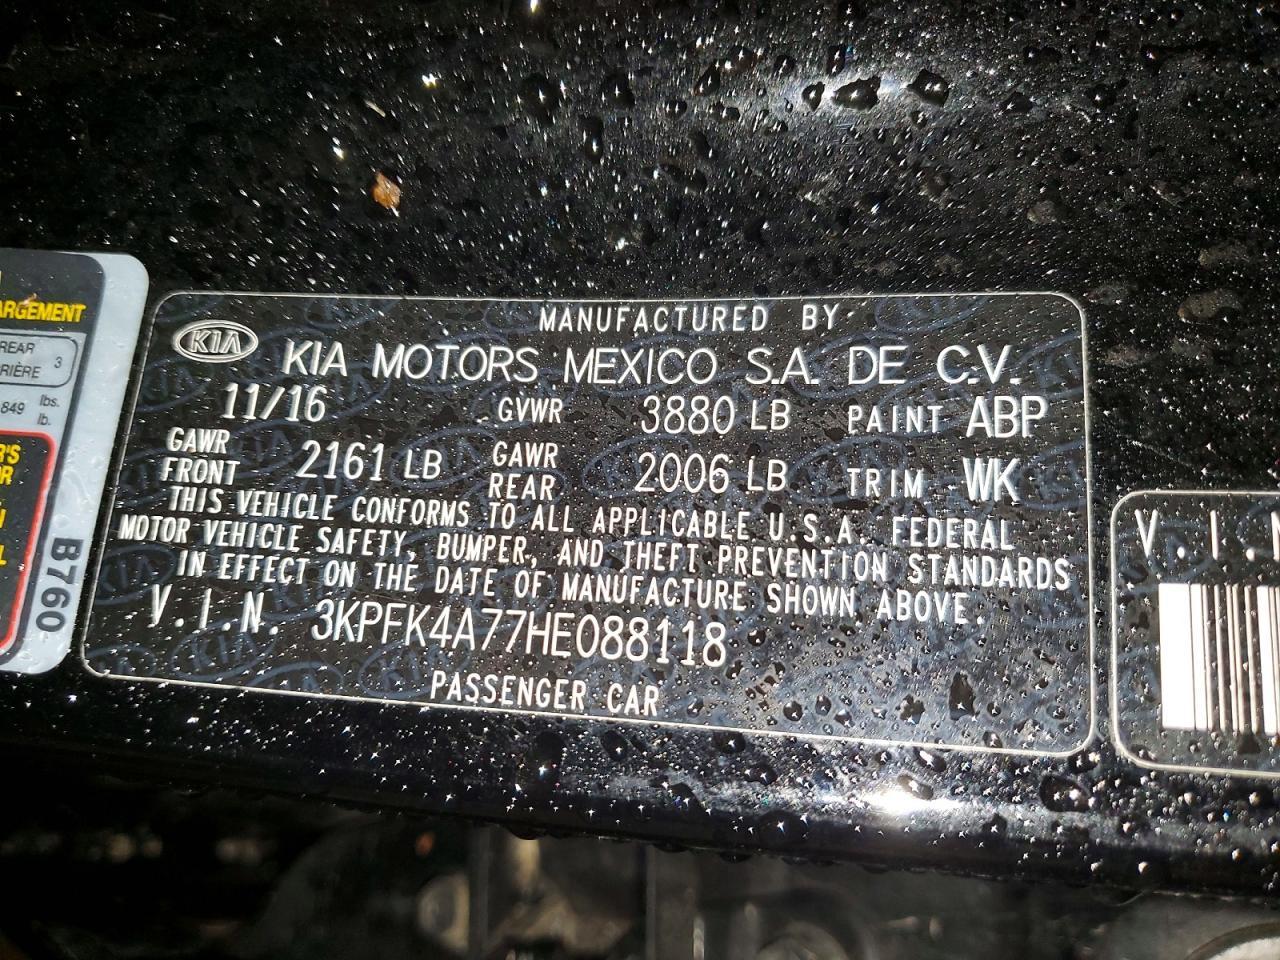 MANUFACTURED BY
KIA
KIA MOTORS MEXICO S.A. DE C.V.
11/16 GVWR 3880 LB PAINT ABP
GAWR FRONT 2161 LB GAWR REAR 2006 LB TRIM WK
THIS VEHICLE CONFORMS TO ALL APPLICABLE U.S.A. FEDERAL
MOTOR VEHICLE SAFETY, BUMPER, AND THEFT PREVENTION STANDARDS
IN EFFECT ON THE DATE OF MANUFACTURE SHOWN ABOVE.
V.I.N. 3KPFK4A77HE088118
PASSENGER CAR
ARGEMENT
REAR 3
RIÈRE
849 lbs.
lb.
R'S
OR
B760
V.I.N